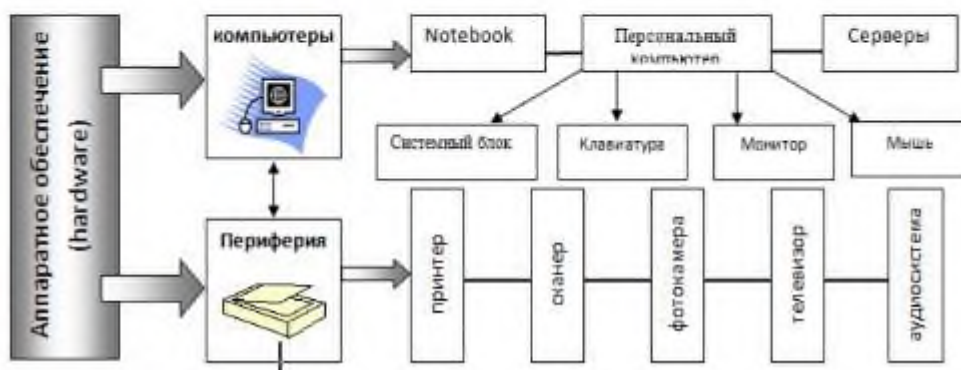 Аппаратное обеспечение
(hardware)
компьютеры
Notebook
Персональный
компьютер
Серверы
Системный блок
Клавиатура
Монитор
Мышь
Периферия
принтер
сканер
фотокамера
телевизор
аудиосистема